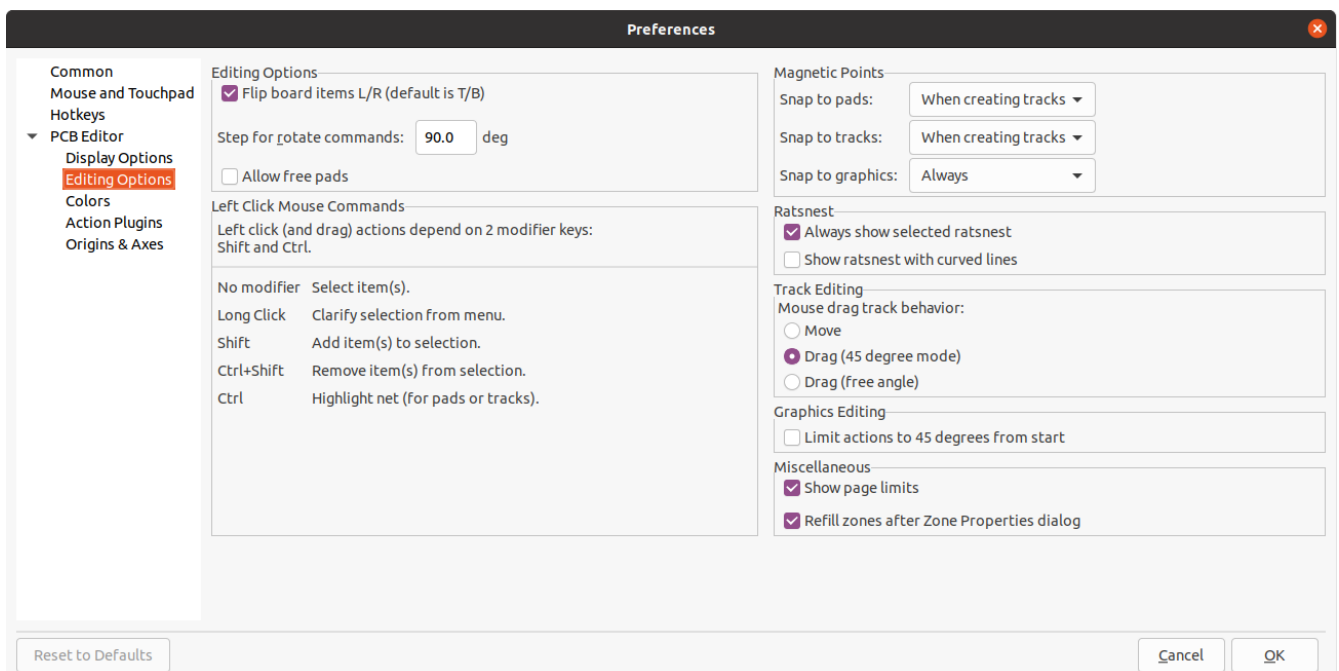 Preferences
Common
Mouse and Touchpad
Hotkeys
PCB Editor
Display Options
Editing Options
Colors
Action Plugins
Origins & Axes
Editing Options
Flip board items L/R (default is T/B)
Step for rotate commands: 90.0 deg
Allow free pads
Left Click Mouse Commands
Left click (and drag) actions depend on 2 modifier keys:
Shift and Ctrl.
No modifier Select item(s).
Long Click Clarify selection from menu.
Shift Add item(s) to selection.
Ctrl+Shift Remove item(s) from selection.
Ctrl Highlight net (for pads or tracks).
Magnetic Points
Snap to pads: When creating tracks
Snap to tracks: When creating tracks
Snap to graphics: Always
Ratsnest
Always show selected ratsnest
Show ratsnest with curved lines
Track Editing
Mouse drag track behavior:
Move
Drag (45 degree mode)
Drag (free angle)
Graphics Editing
Limit actions to 45 degrees from start
Miscellaneous
Show page limits
Refill zones after Zone Properties dialog
Reset to Defaults
Cancel
OK